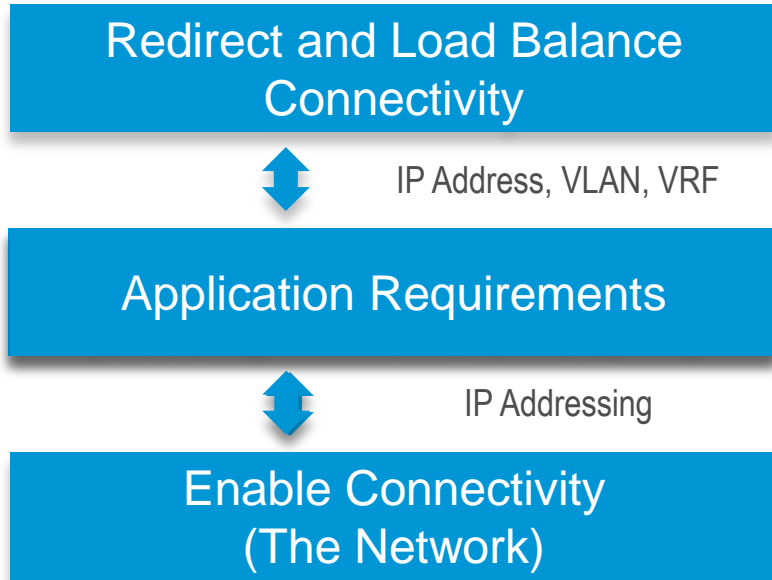 Redirect and Load Balance
Connectivity
IP Address, VLAN, VRF
Application Requirements
IP Addressing
Enable Connectivity
(The Network)